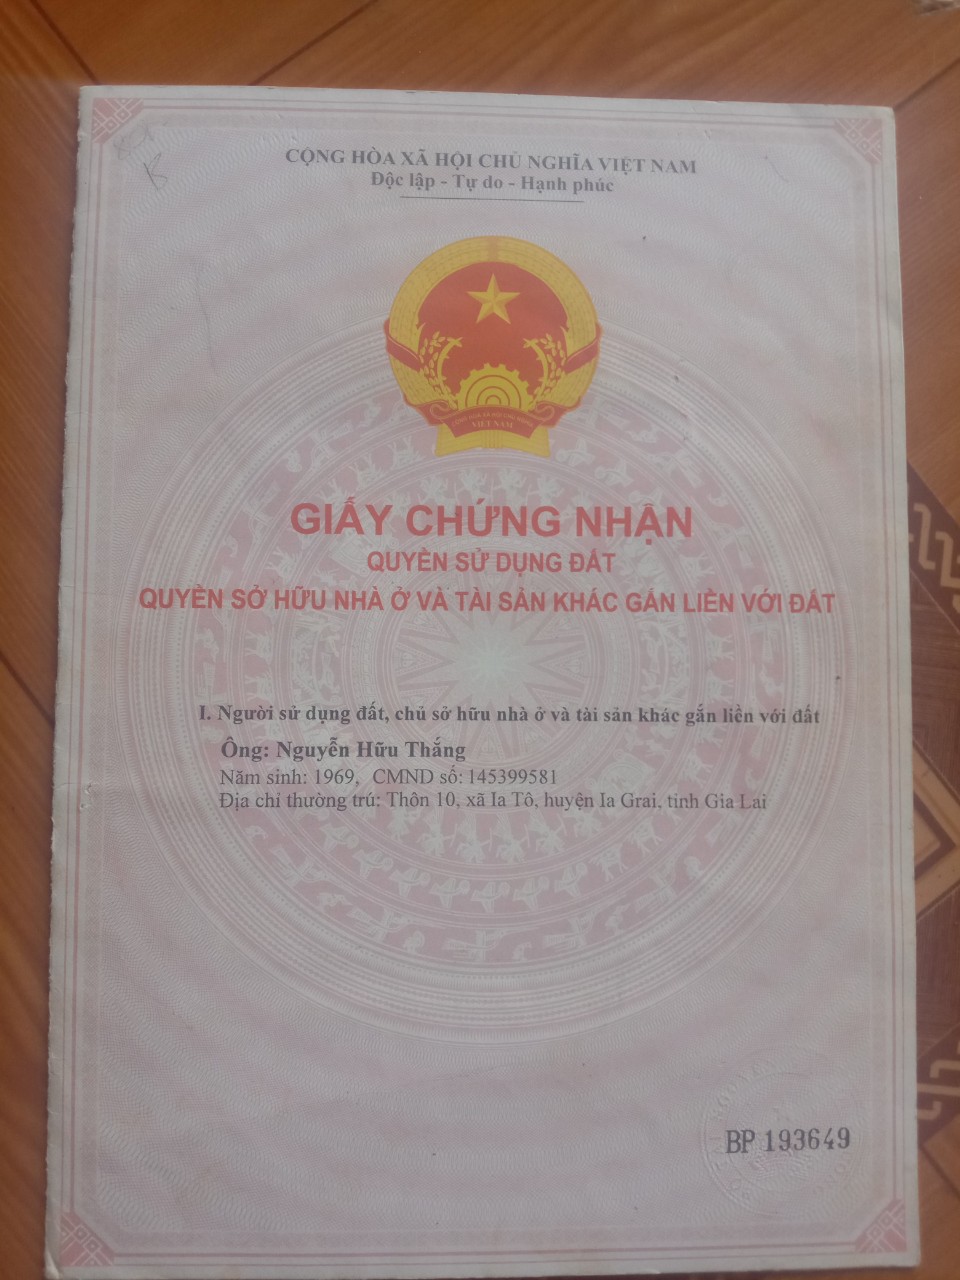 CỘNG HÒA XÃ HỘI CHỦ NGHĨA VIỆT NAM
Độc lập - Tự do - Hạnh phúc
VIỆT NAM
GIẤY CHỨNG NHẬN
QUYỀN SỬ DỤNG ĐẤT
QUYỀN SỞ HỮU NHÀ Ở VÀ TÀI SẢN KHÁC GẮN LIỀN VỚI ĐẤT
I. Người sử dụng đất, chủ sở hữu nhà ở và tài sản khác gắn liền với đất
Ông: Nguyễn Hữu Thắng
Năm sinh: 1969, CMND số: 145399581
Địa chỉ thường trú: Thôn 10, xã Ia Tô, huyện Ia Grai, tỉnh Gia Lai
BP 193649